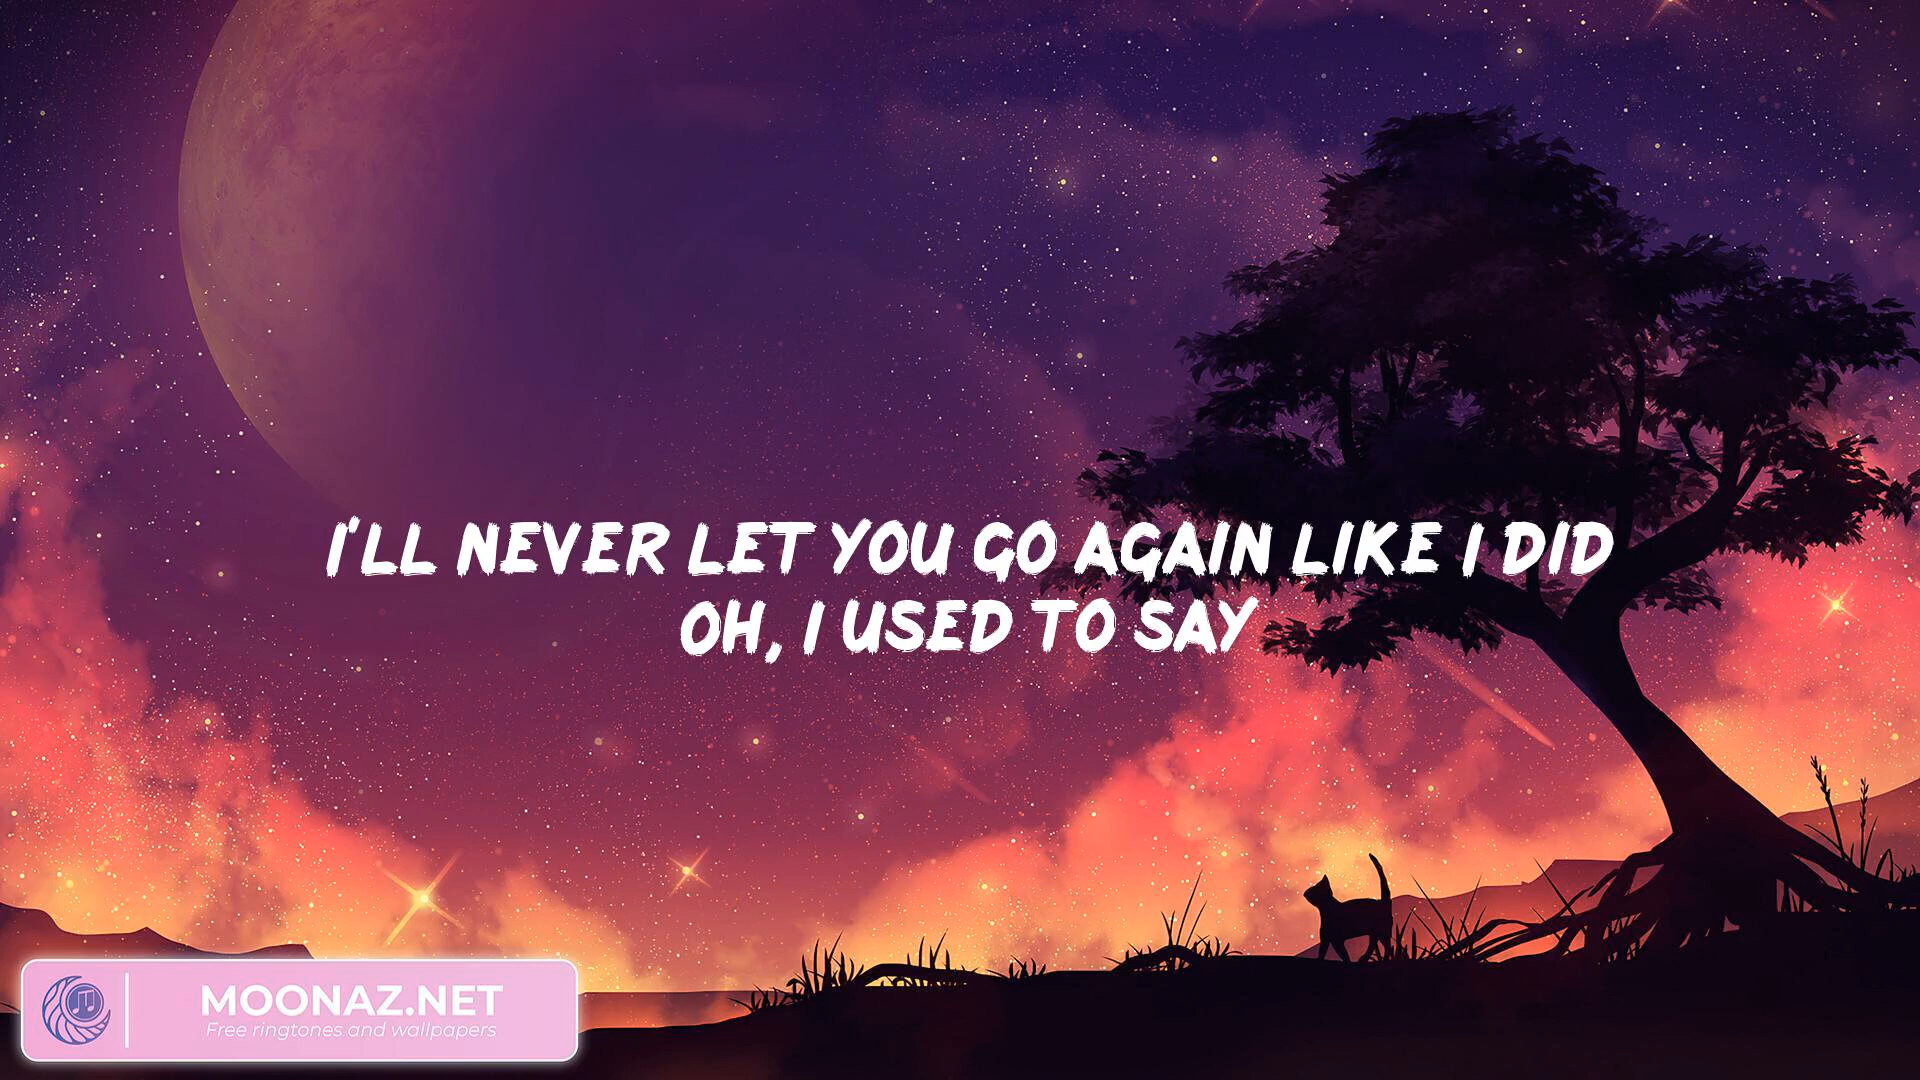 I'LL NEVER LET YOU GO AGAIN LIKE I DID
OH, I USED TO SAY
MOONAZ.NET
Free ringtones and wallpapers